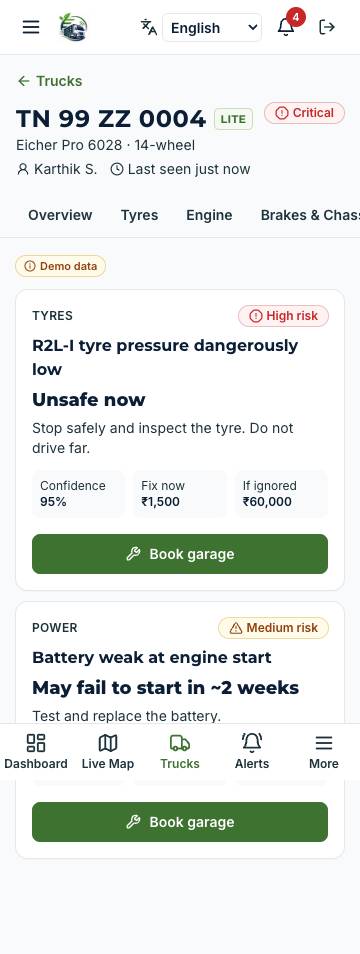 English
4
Trucks
TN 99 ZZ 0004 LITE Critical
Eicher Pro 6028 · 14-wheel
Karthik S. Last seen just now
Overview Tyres Engine Brakes & Chass
Demo data
TYRES High risk
R2L-I tyre pressure dangerously
low
Unsafe now
Stop safely and inspect the tyre. Do not
drive far.
Confidence Fix now If ignored
95% ₹1,500 ₹60,000
Book garage
POWER Medium risk
Battery weak at engine start
May fail to start in ~2 weeks
Test and replace the battery.
Dashboard Live Map Trucks Alerts More
Book garage